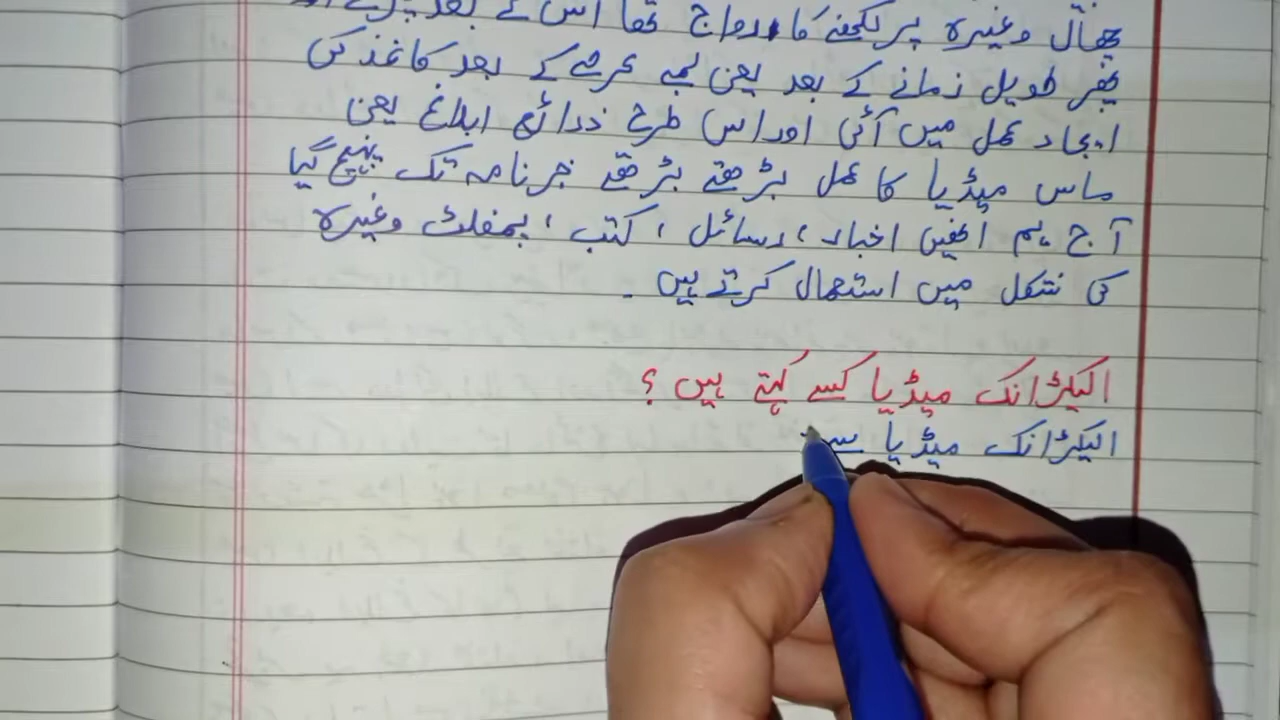 چھال وغیرہ پر لکھنے کا رواج تھا اس کے بعد
پھر طویل زمانے کے بعد یعنی لمبے عرصے کے بعد کاغذ کی
ایجاد عمل میں آئی اور اس طرح ذرائع ابلاغ یعنی
ماس میڈیا کا عمل بڑھتے بڑھتے خبرنامہ تک پہنچ گیا
آج ہم انھیں اخبار، رسائل، کتب، پمفلٹ وغیرہ
کی شکل میں استعمال کرتے ہیں ۔
الیکڑانک میڈیا کسے کہتے ہیں ؟
الیکڑانک میڈیا سے